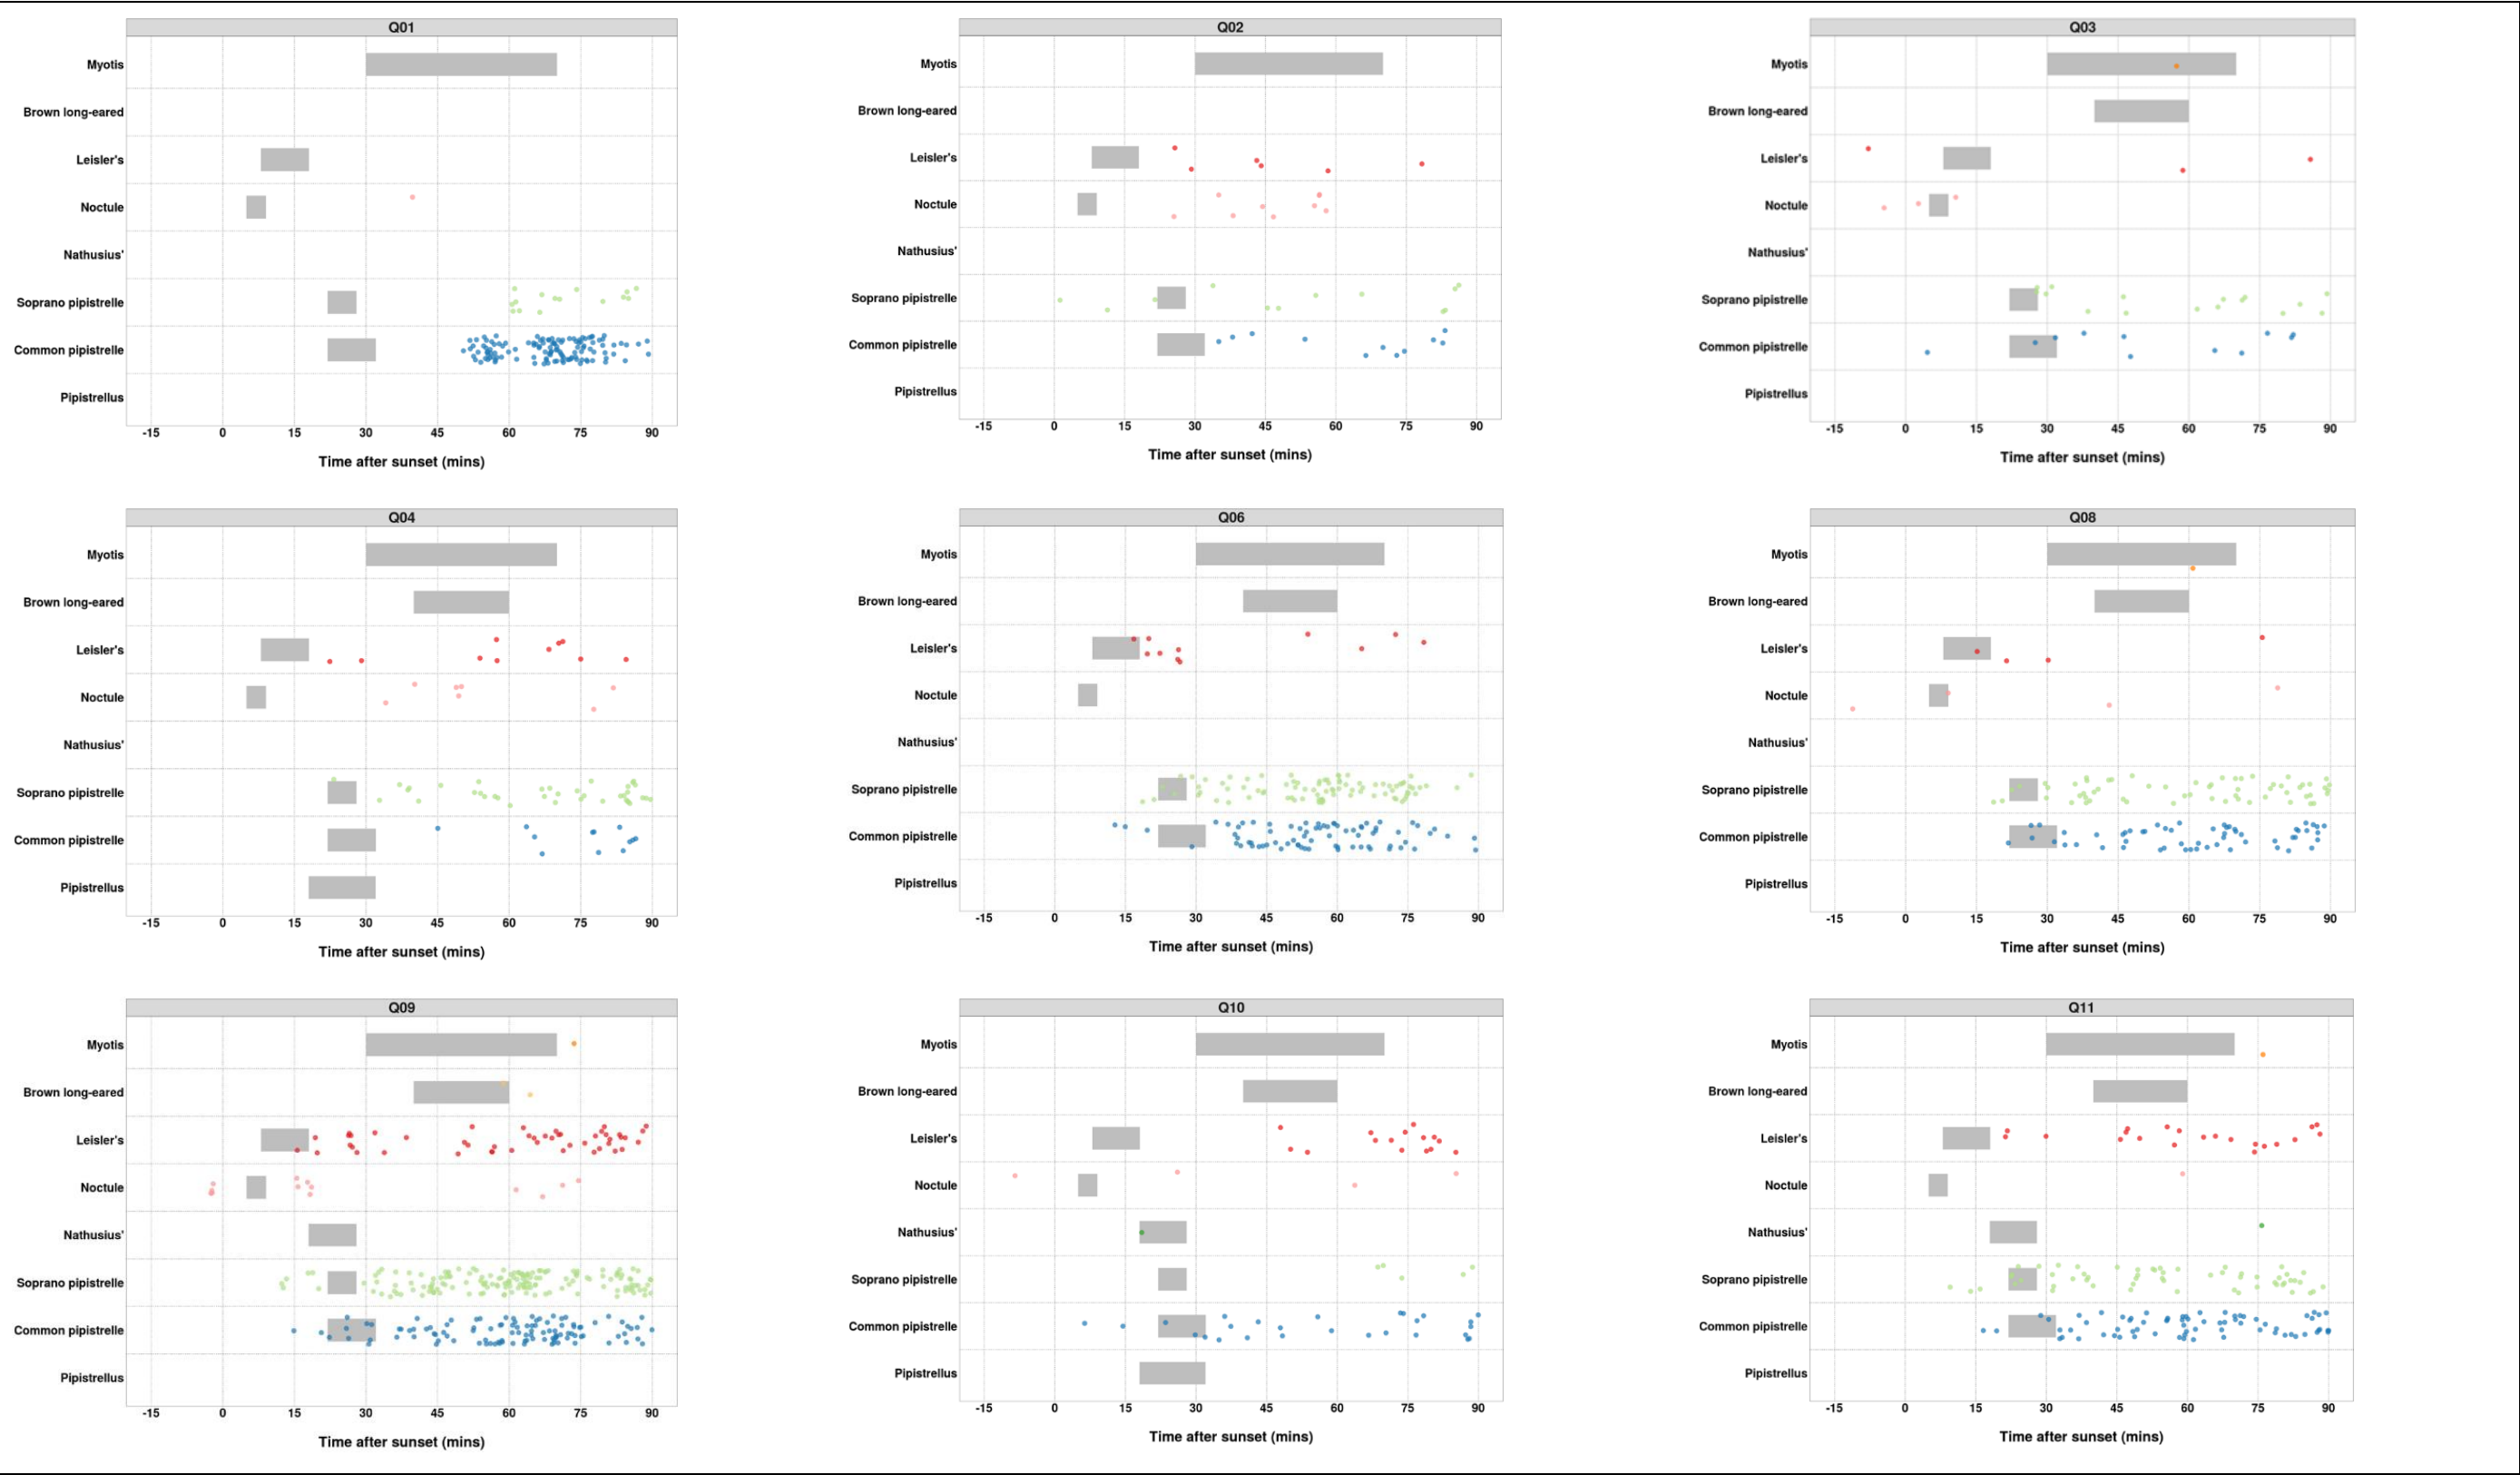 Q01
Myotis
Brown long-eared
Leisler's
Noctule
Nathusius'
Soprano pipistrelle
Common pipistrelle
Pipistrellus
-15 0 15 30 45 60 75 90
Time after sunset (mins)
Q02
Myotis
Brown long-eared
Leisler's
Noctule
Nathusius'
Soprano pipistrelle
Common pipistrelle
Pipistrellus
-15 0 15 30 45 60 75 90
Time after sunset (mins)
Q03
Myotis
Brown long-eared
Leisler's
Noctule
Nathusius'
Soprano pipistrelle
Common pipistrelle
Pipistrellus
-15 0 15 30 45 60 75 90
Time after sunset (mins)
Q04
Myotis
Brown long-eared
Leisler's
Noctule
Nathusius'
Soprano pipistrelle
Common pipistrelle
Pipistrellus
-15 0 15 30 45 60 75 90
Time after sunset (mins)
Q06
Myotis
Brown long-eared
Leisler's
Noctule
Nathusius'
Soprano pipistrelle
Common pipistrelle
Pipistrellus
-15 0 15 30 45 60 75 90
Time after sunset (mins)
Q08
Myotis
Brown long-eared
Leisler's
Noctule
Nathusius'
Soprano pipistrelle
Common pipistrelle
Pipistrellus
-15 0 15 30 45 60 75 90
Time after sunset (mins)
Q09
Myotis
Brown long-eared
Leisler's
Noctule
Nathusius'
Soprano pipistrelle
Common pipistrelle
Pipistrellus
-15 0 15 30 45 60 75 90
Time after sunset (mins)
Q10
Myotis
Brown long-eared
Leisler's
Noctule
Nathusius'
Soprano pipistrelle
Common pipistrelle
Pipistrellus
-15 0 15 30 45 60 75 90
Time after sunset (mins)
Q11
Myotis
Brown long-eared
Leisler's
Noctule
Nathusius'
Soprano pipistrelle
Common pipistrelle
Pipistrellus
-15 0 15 30 45 60 75 90
Time after sunset (mins)